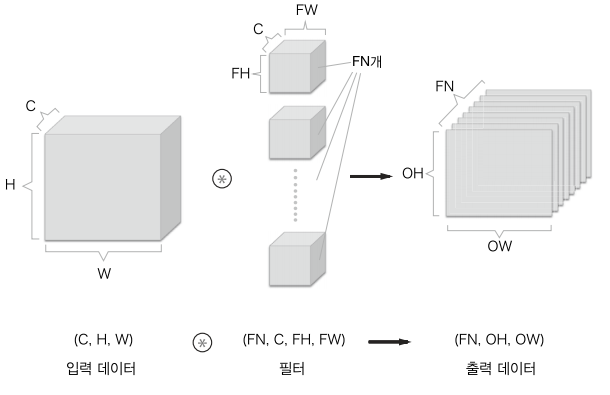 FW
C
FH
FN개
C
H
W
FN
OH
OW
(C, H, W)
(FN, C, FH, FW)
(FN, OH, OW)
입력 데이터
필터
출력 데이터